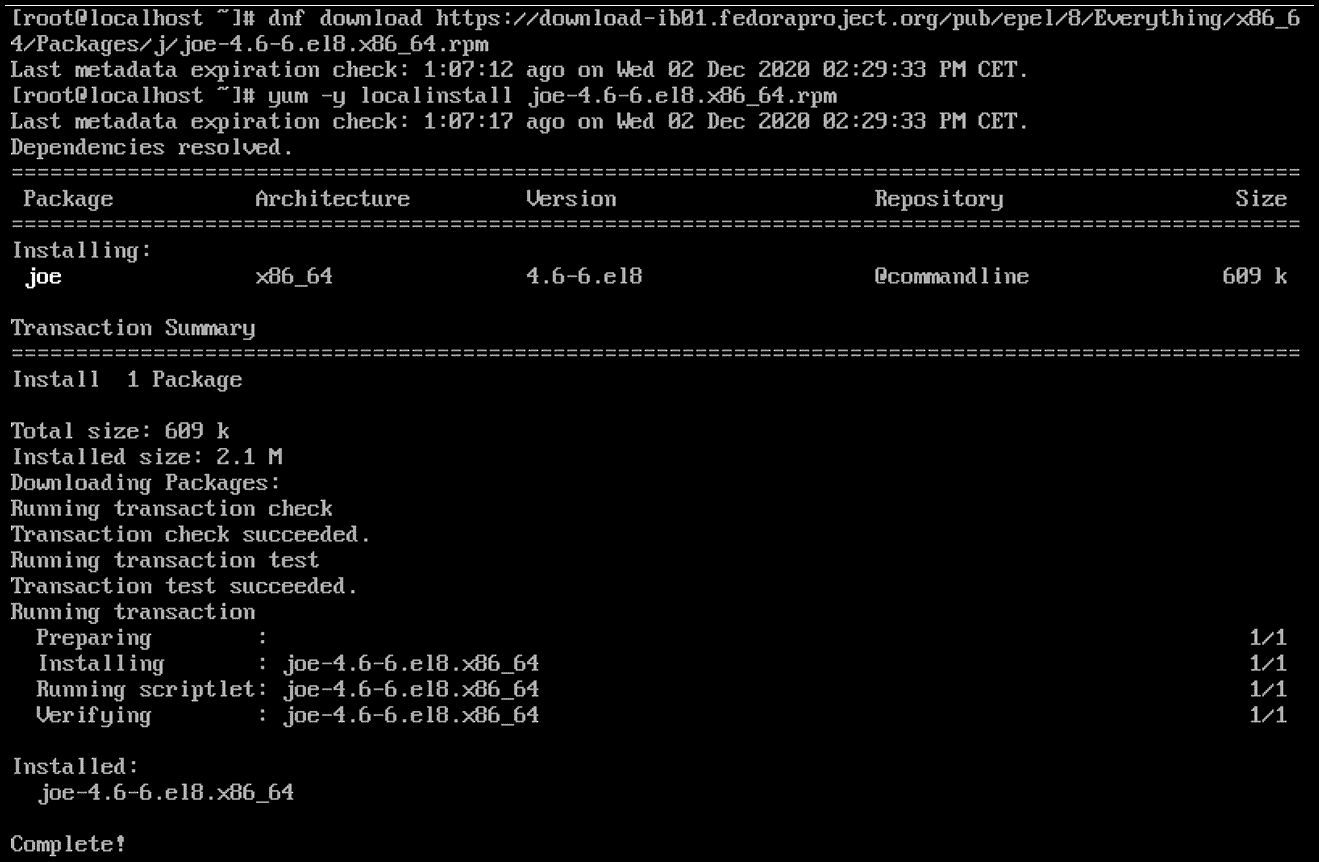 [root@localhost ~]# dnf download https://download-ib01.fedoraproject.org/pub/epel/8/Everything/x86_6
4/Packages/j/joe-4.6-6.el8.x86_64.rpm
Last metadata expiration check: 1:07:12 ago on Wed 02 Dec 2020 02:29:33 PM CET.
[root@localhost ~]# yum -y localinstall joe-4.6-6.el8.x86_64.rpm
Last metadata expiration check: 1:07:17 ago on Wed 02 Dec 2020 02:29:33 PM CET.
Dependencies resolved.
====================================================================================================
 Package           Architecture         Version                    Repository                  Size
====================================================================================================
Installing:
 joe               x86_64               4.6-6.el8                  @commandline               609 k

Transaction Summary
====================================================================================================
Install  1 Package

Total size: 609 k
Installed size: 2.1 M
Downloading Packages:
Running transaction check
Transaction check succeeded.
Running transaction test
Transaction test succeeded.
Running transaction
  Preparing        :                                                                            1/1
  Installing       : joe-4.6-6.el8.x86_64                                                       1/1
  Running scriptlet: joe-4.6-6.el8.x86_64                                                       1/1
  Verifying        : joe-4.6-6.el8.x86_64                                                       1/1

Installed:
  joe-4.6-6.el8.x86_64

Complete!